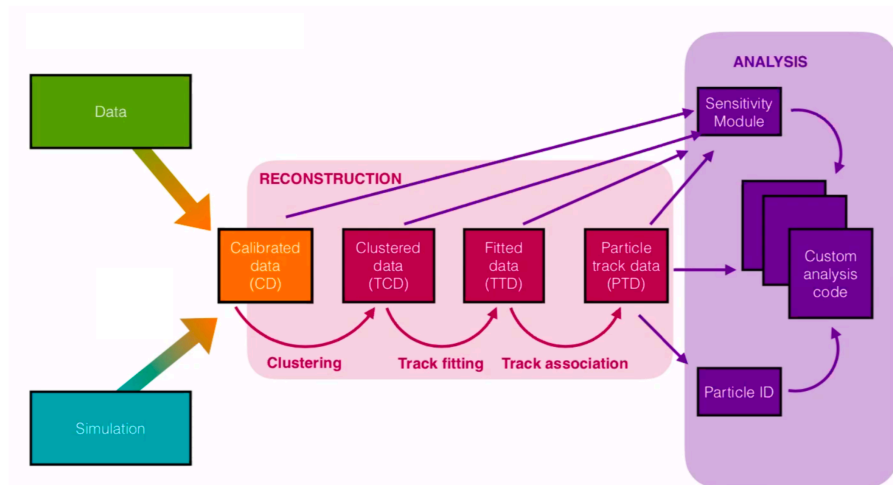 ANALYSIS
Sensitivity
Module
Data
RECONSTRUCTION
Calibrated
data
(CD)
Clustered
data
(TCD)
Fitted
data
(TTD)
Particle
track data
(PTD)
Custom
analysis
code
Clustering
Track fitting
Track association
Particle ID
Simulation